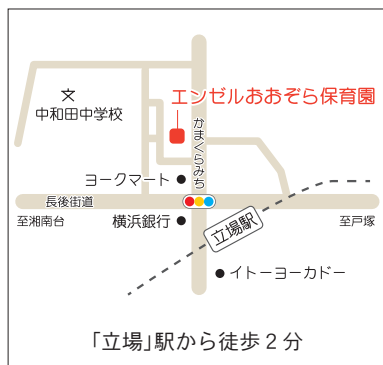 エンゼルおおぞら保育園
文
中和田中学校
かまくらみち
ヨークマート
長後街道
至湘南台
横浜銀行
立場駅
至戸塚
イトーヨーカドー
「立場」駅から徒歩2分